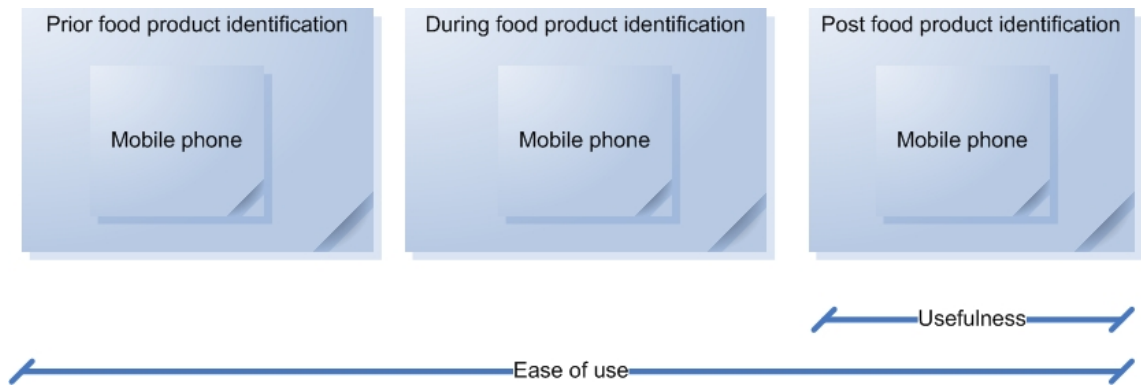 Prior food product identification
During food product identification
Post food product identification
Mobile phone
Mobile phone
Mobile phone
Usefulness
Ease of use